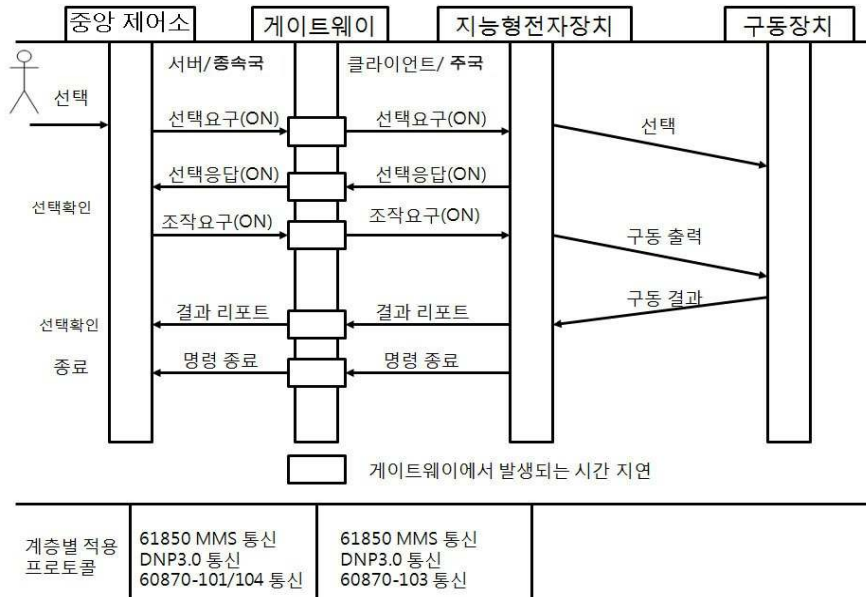 중앙 제어소
게이트웨이
지능형전자장치
구동장치
서버/종속국
클라이언트/ 주국
선택
선택요구(ON)
선택요구(ON)
선택
선택응답(ON)
선택응답(ON)
선택확인
조작요구(ON)
조작요구(ON)
구동 출력
구동 결과
결과 리포트
결과 리포트
선택확인
명령 종료
명령 종료
종료
게이트웨이에서 발생되는 시간 지연
계층별 적용
프로토콜
61850 MMS 통신
DNP3.0 통신
60870-101/104 통신
61850 MMS 통신
DNP3.0 통신
60870-103 통신